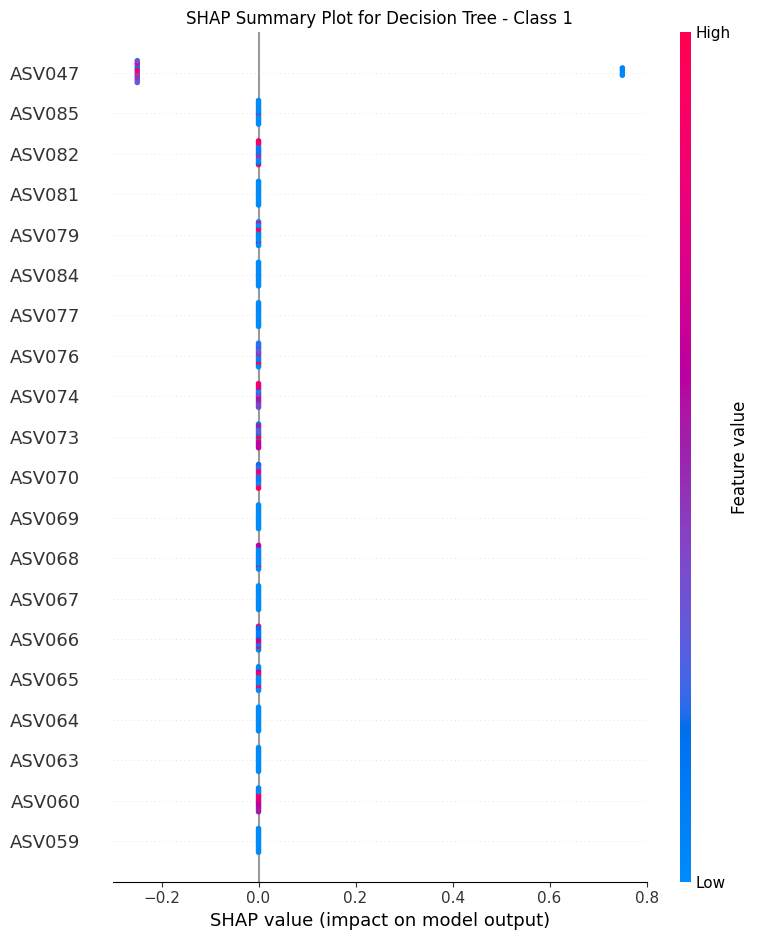 SHAP Summary Plot for Decision Tree - Class 1
High
ASV047
ASV085
ASV082
ASV081
ASV079
ASV084
ASV077
ASV076
ASV074
ASV073
ASV070
ASV069
ASV068
ASV067
ASV066
ASV065
ASV064
ASV063
ASV060
ASV059
Feature value
Low
−0.2 0.0 0.2 0.4 0.6 0.8
SHAP value (impact on model output)